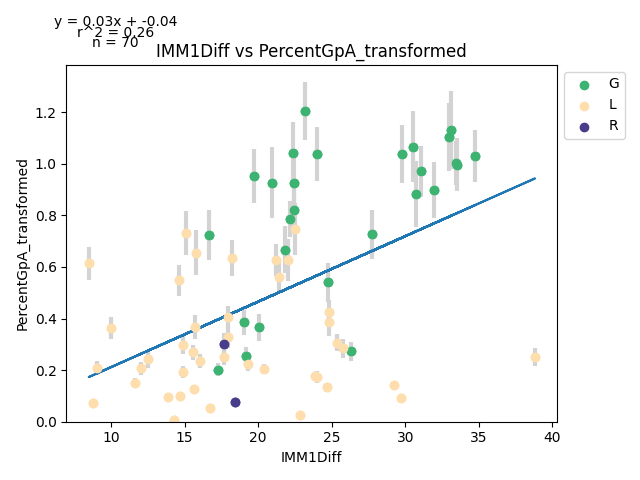 y = 0.03x + -0.04
r^2 = 0.26
n = 70
IMM1Diff vs PercentGpA_transformed
G
L
R
PercentGpA_transformed
1.2
1.0
0.8
0.6
0.4
0.2
0.0
10 15 20 25 30 35 40
IMM1Diff